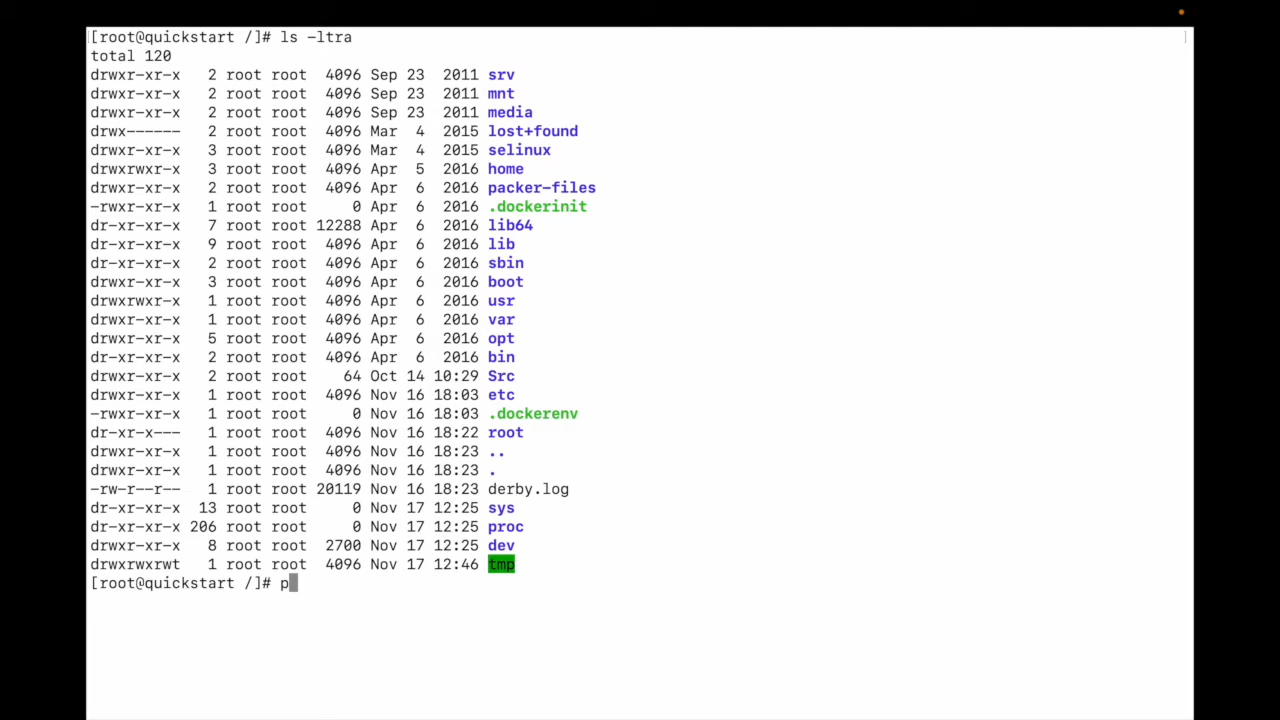 [root@quickstart /]# ls -ltra
total 120
drwxr-xr-x   2 root root  4096 Sep 23  2011 srv
drwxr-xr-x   2 root root  4096 Sep 23  2011 mnt
drwxr-xr-x   2 root root  4096 Sep 23  2011 media
drwx------   2 root root  4096 Mar  4  2015 lost+found
drwxr-xr-x   3 root root  4096 Mar  4  2015 selinux
drwxrwxr-x   3 root root  4096 Apr  5  2016 home
drwxr-xr-x   2 root root  4096 Apr  6  2016 packer-files
-rwxr-xr-x   1 root root     0 Apr  6  2016 .dockerinit
dr-xr-xr-x   7 root root 12288 Apr  6  2016 lib64
dr-xr-xr-x   9 root root  4096 Apr  6  2016 lib
dr-xr-xr-x   2 root root  4096 Apr  6  2016 sbin
dr-xr-xr-x   3 root root  4096 Apr  6  2016 boot
drwxrwxr-x   1 root root  4096 Apr  6  2016 usr
drwxr-xr-x   1 root root  4096 Apr  6  2016 var
drwxr-xr-x   5 root root  4096 Apr  6  2016 opt
dr-xr-xr-x   2 root root  4096 Apr  6  2016 bin
drwxr-xr-x   2 root root    64 Oct 14 10:29 Src
drwxr-xr-x   1 root root  4096 Nov 16 18:03 etc
-rwxr-xr-x   1 root root     0 Nov 16 18:03 .dockerenv
dr-xr-x---   1 root root  4096 Nov 16 18:22 root
drwxr-xr-x   1 root root  4096 Nov 16 18:23 ..
drwxr-xr-x   1 root root  4096 Nov 16 18:23 .
-rw-r--r--   1 root root 20119 Nov 16 18:23 derby.log
dr-xr-xr-x  13 root root     0 Nov 17 12:25 sys
dr-xr-xr-x 206 root root     0 Nov 17 12:25 proc
drwxr-xr-x   8 root root  2700 Nov 17 12:25 dev
drwxrwxrwt   1 root root  4096 Nov 17 12:46 tmp
[root@quickstart /]# p